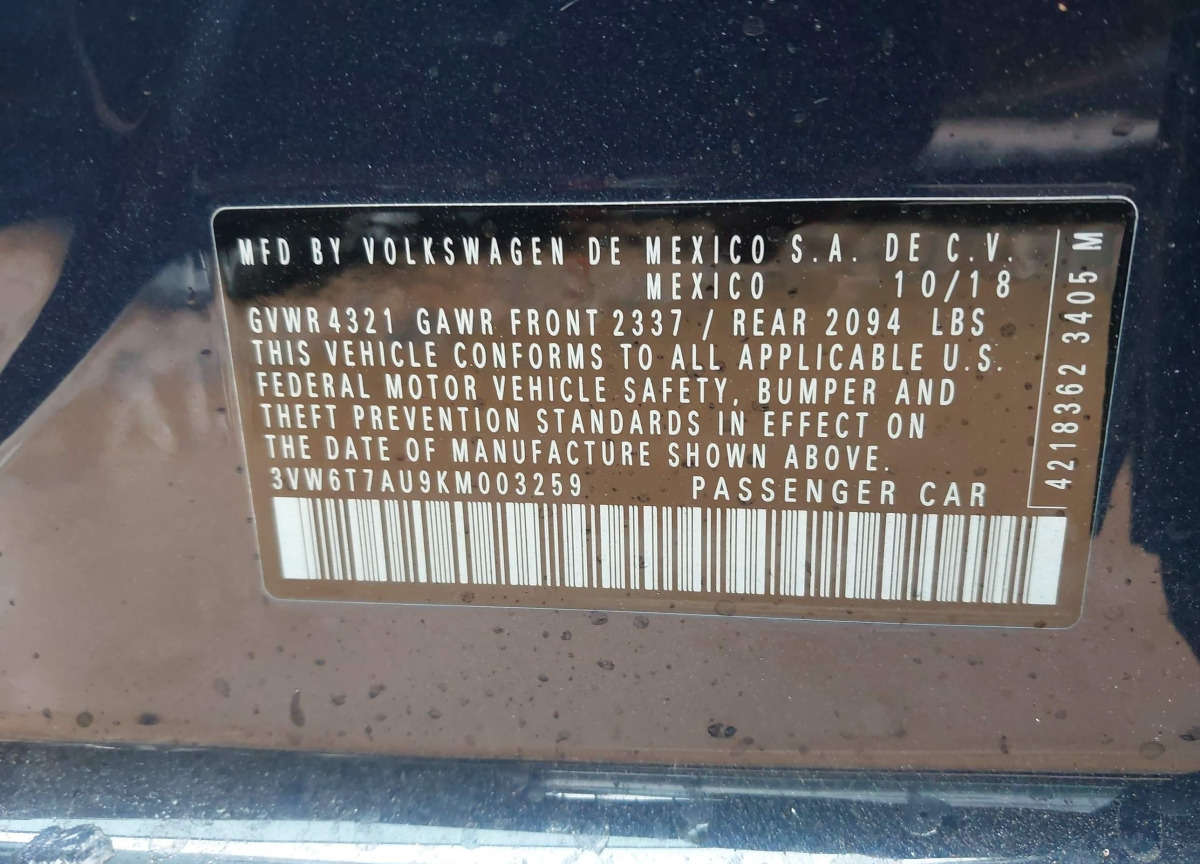 MFD BY VOLKSWAGEN DE MEXICO S.A. DE C.V.
MEXICO 10/18
GVWR 4321 GAWR FRONT 2337 / REAR 2094 LBS
THIS VEHICLE CONFORMS TO ALL APPLICABLE U.S.
FEDERAL MOTOR VEHICLE SAFETY, BUMPER AND
THEFT PREVENTION STANDARDS IN EFFECT ON
THE DATE OF MANUFACTURE SHOWN ABOVE.
3VW6T7AU9KM003259 PASSENGER CAR
4218362 3405 M